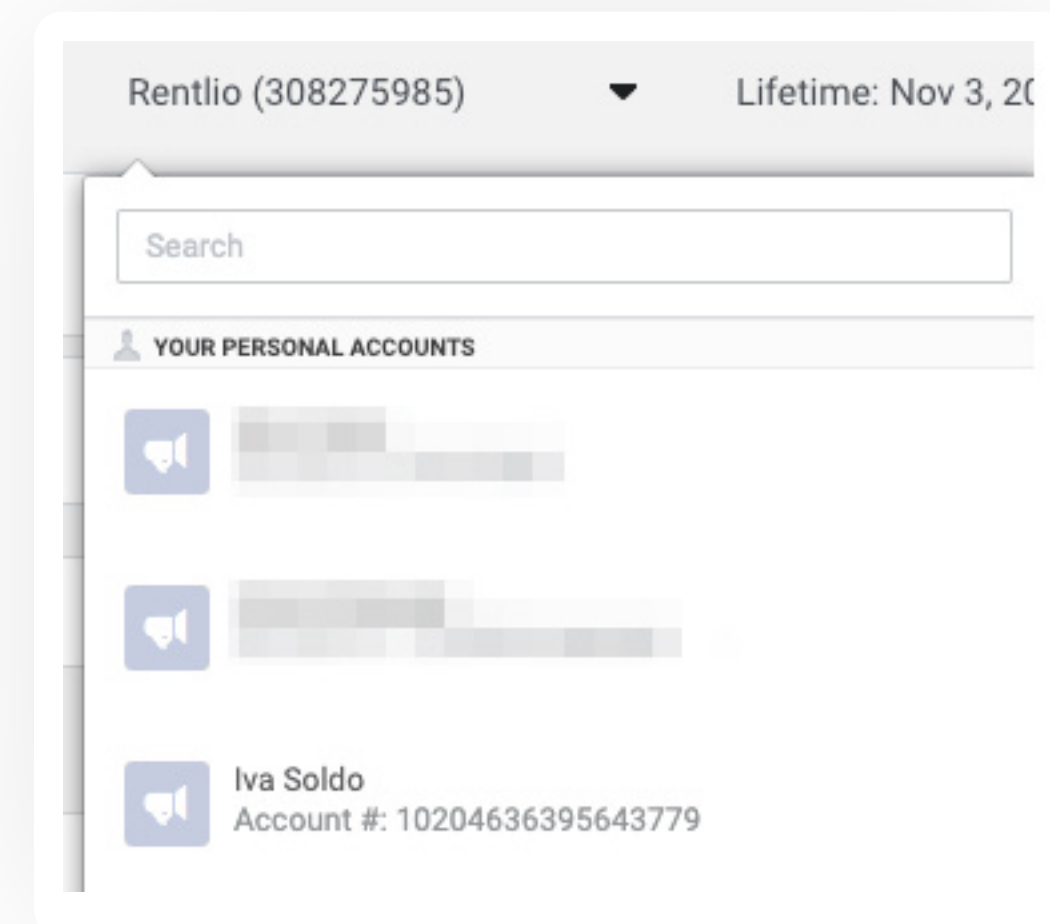 Rentlio (308275985)
Lifetime: Nov 3, 20
Search
YOUR PERSONAL ACCOUNTS
Iva Soldo
Account #: 10204636395643779